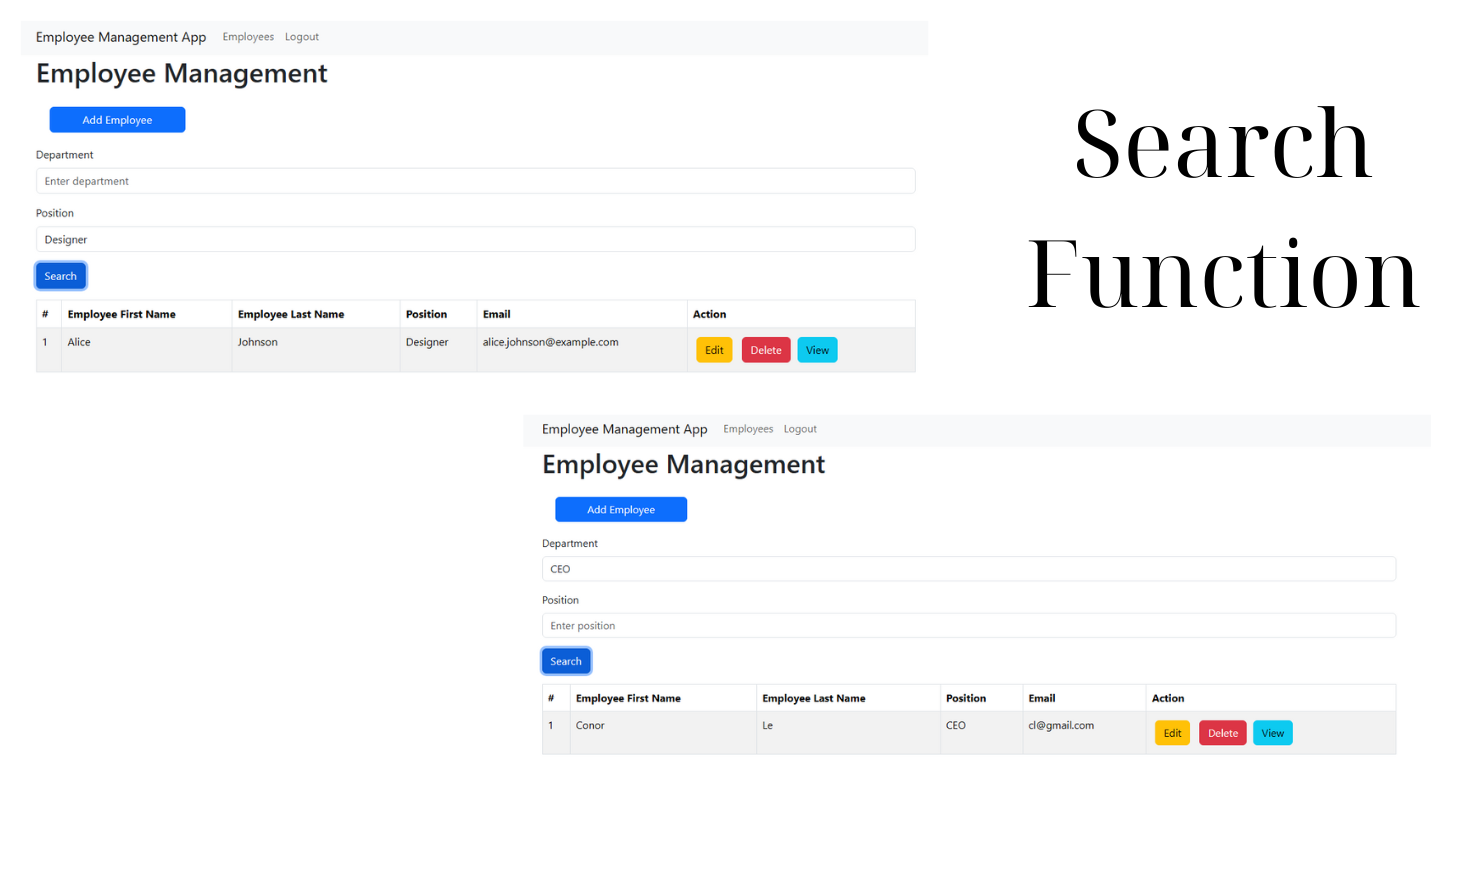 Employee Management App Employees Logout
Employee Management
Add Employee
Department
Enter department
Position
Designer
Search
# Employee First Name Employee Last Name Position Email Action
1 Alice Johnson Designer alice.johnson@example.com Edit Delete View
Search
Function
Employee Management App Employees Logout
Employee Management
Add Employee
Department
CEO
Position
Enter position
Search
# Employee First Name Employee Last Name Position Email Action
1 Conor Le CEO cl@gmail.com Edit Delete View